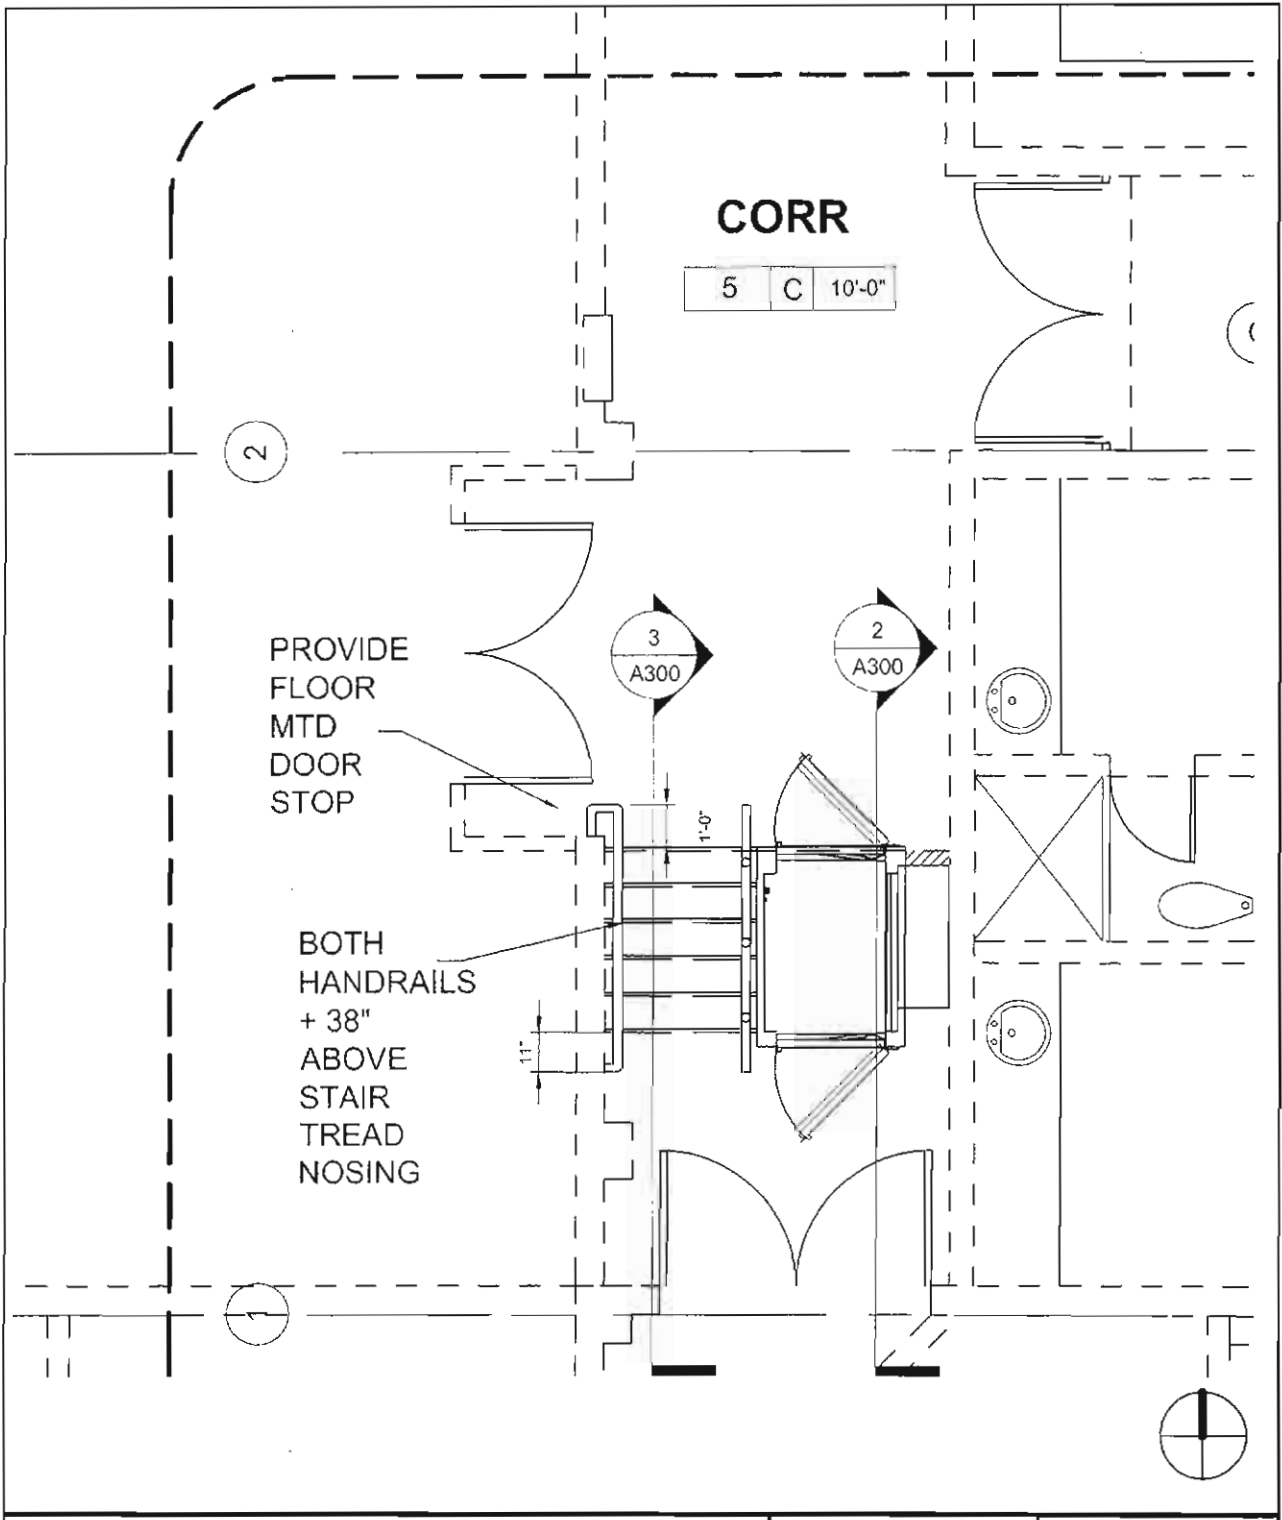 CORR
5 C 10'-0"
2
PROVIDE
FLOOR
MTD
DOOR
STOP
3
A300
2
A300
1'-0"
BOTH
HANDRAILS
+ 38"
ABOVE
STAIR
TREAD
NOSING
11"
1